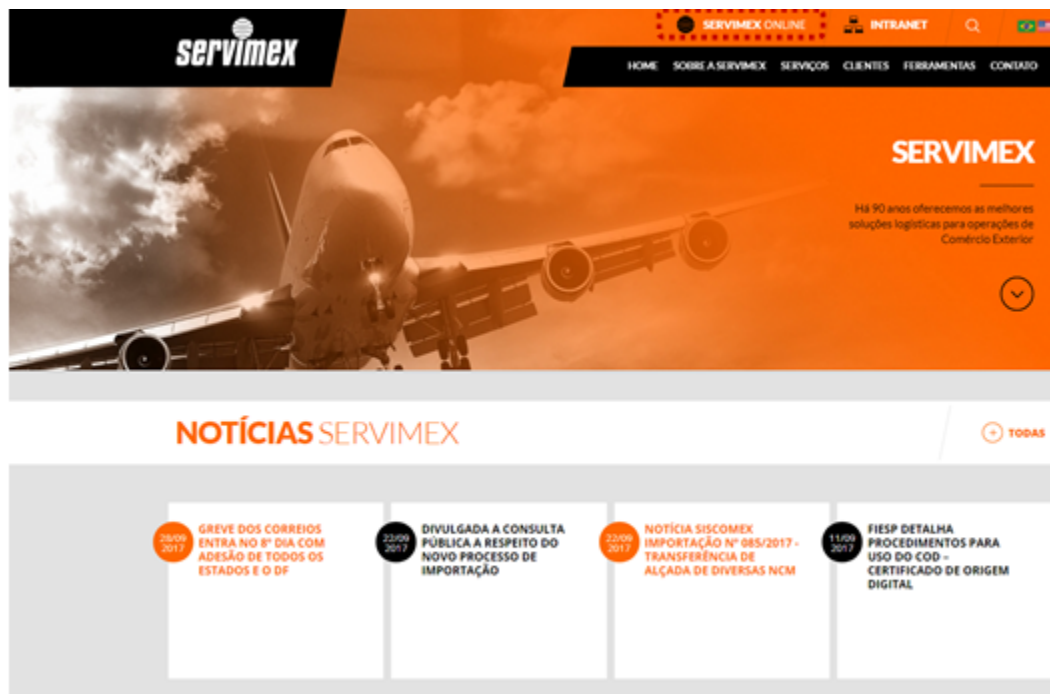 servimex
SERVIMEX ONLINE
INTRANET
HOME SOBRE A SERVIMEX SERVIÇOS CLIENTES FERRAMENTAS CONTATO
SERVIMEX
Há 90 anos oferecemos as melhores
soluções logísticas para operações de
Comércio Exterior
NOTÍCIAS SERVIMEX
TODAS
28/09
2017
GREVE DOS CORREIOS
ENTRA NO 8º DIA COM
ADESÃO DE TODOS OS
ESTADOS E O DF
22/09
2017
DIVULGADA A CONSULTA
PÚBLICA A RESPEITO DO
NOVO PROCESSO DE
IMPORTAÇÃO
22/09
2017
NOTÍCIA SISCOMEX
IMPORTAÇÃO Nº 085/2017 -
TRANSFERÊNCIA DE
ALÇADA DE DIVERSAS NCM
11/09
2017
FIESP DETALHA
PROCEDIMENTOS PARA
USO DO COD –
CERTIFICADO DE ORIGEM
DIGITAL